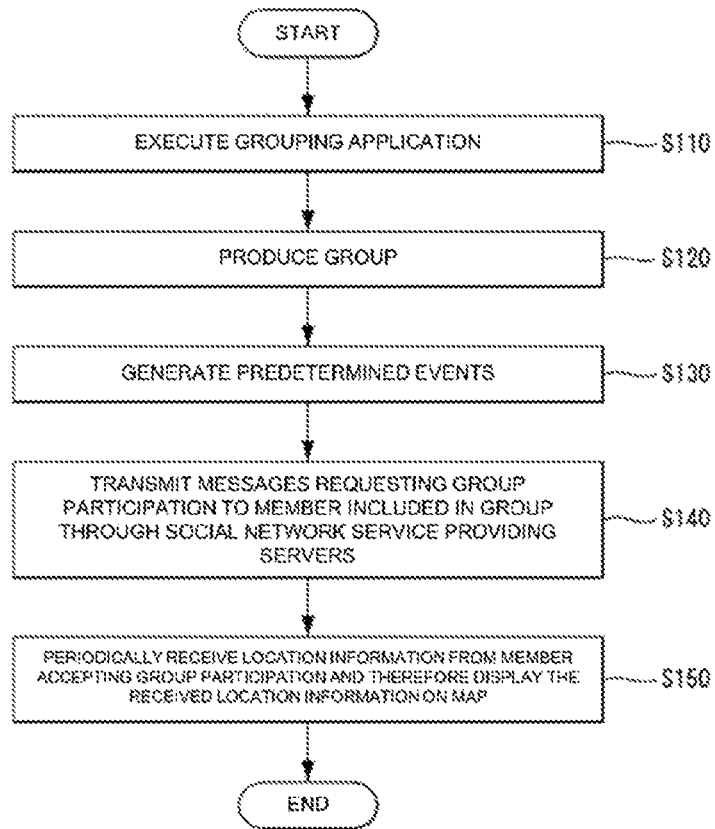 START
EXECUTE GROUPING APPLICATION
S110
PRODUCE GROUP
S120
GENERATE PREDETERMINED EVENTS
S130
TRANSMIT MESSAGES REQUESTING GROUP
PARTICIPATION TO MEMBER INCLUDED IN GROUP
THROUGH SOCIAL NETWORK SERVICE PROVIDING
SERVERS
S140
PERIODICALLY RECEIVE LOCATION INFORMATION FROM MEMBER
ACCEPTING GROUP PARTICIPATION AND THEREFORE DISPLAY THE
RECEIVED LOCATION INFORMATION ON MAP
S150
END